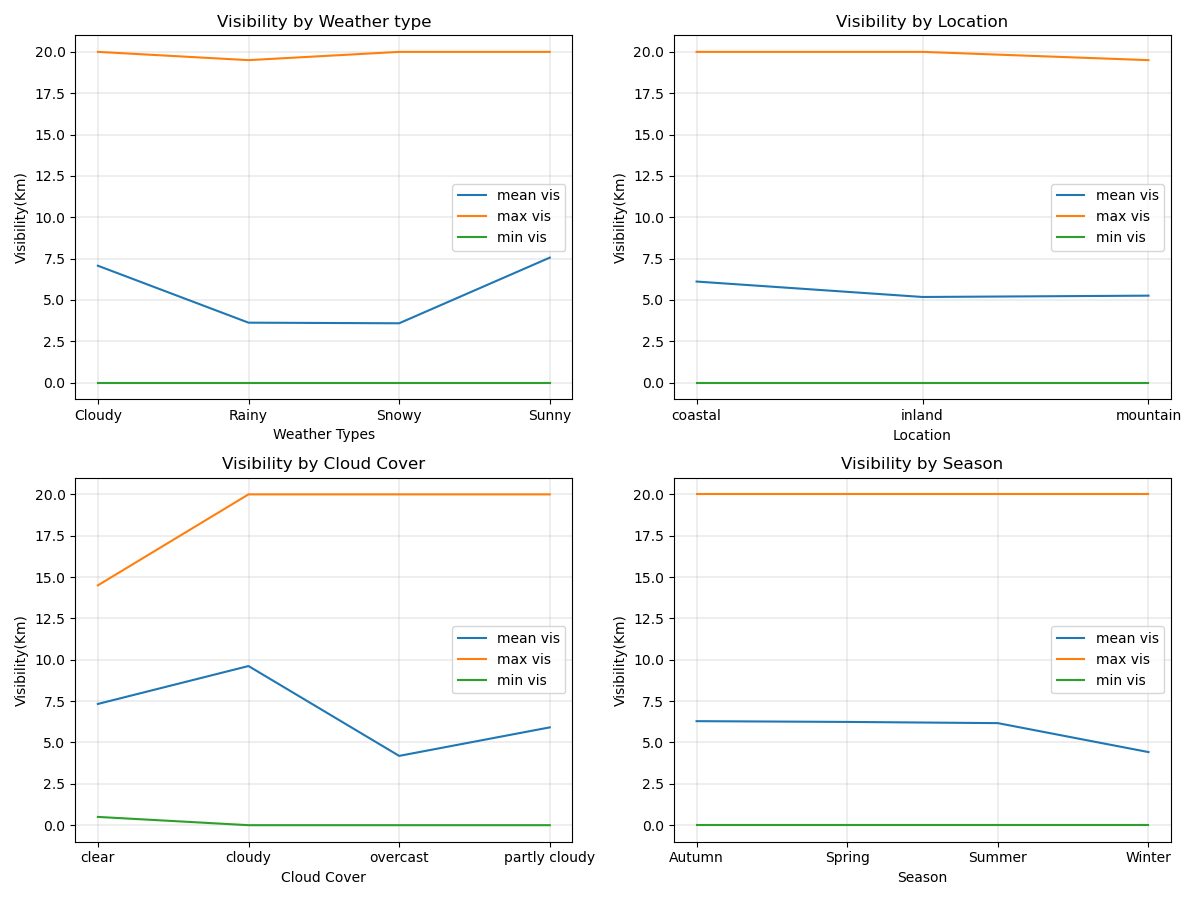 Visibility by Weather type
20.0
17.5
15.0
12.5
10.0
7.5
5.0
2.5
0.0
Visibility(Km)
mean vis
max vis
min vis
Cloudy Rainy Snowy Sunny
Weather Types
Visibility by Location
20.0
17.5
15.0
12.5
10.0
7.5
5.0
2.5
0.0
Visibility(Km)
mean vis
max vis
min vis
coastal inland mountain
Location
Visibility by Cloud Cover
20.0
17.5
15.0
12.5
10.0
7.5
5.0
2.5
0.0
Visibility(Km)
mean vis
max vis
min vis
clear cloudy overcast partly cloudy
Cloud Cover
Visibility by Season
20.0
17.5
15.0
12.5
10.0
7.5
5.0
2.5
0.0
Visibility(Km)
mean vis
max vis
min vis
Autumn Spring Summer Winter
Season